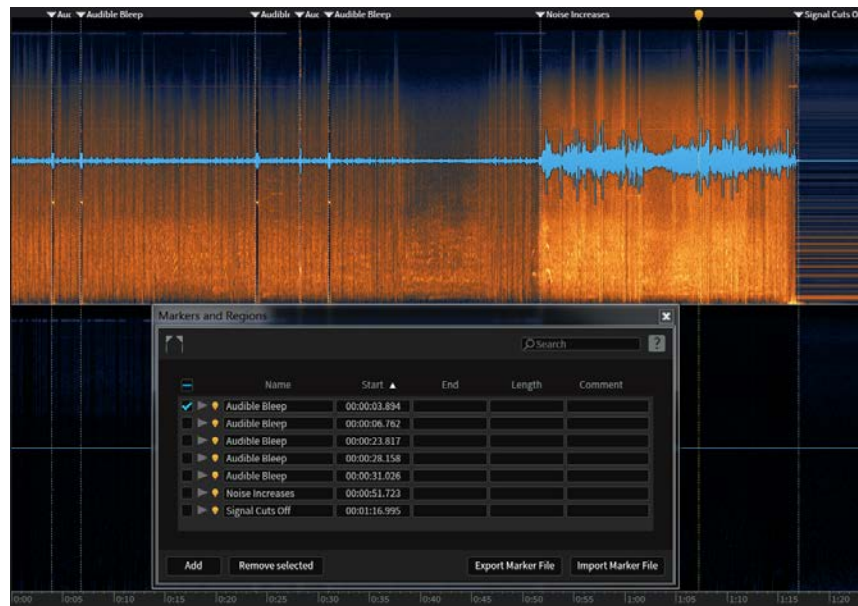 Auc Audible Bleep Audible Auc Audible Bleep Noise Increases Signal Cuts O
Markers and Regions
Search ?
Name Start End Length Comment
Audible Bleep 00:00:03.894
Audible Bleep 00:00:06.762
Audible Bleep 00:00:23.817
Audible Bleep 00:00:28.158
Audible Bleep 00:00:31.026
Noise Increases 00:00:51.723
Signal Cuts Off 00:01:16.995
Add Remove selected Export Marker File Import Marker File
0:00 0:05 0:10 0:15 0:20 0:25 0:30 0:35 0:40 0:45 0:50 0:55 1:00 1:05 1:10 1:15 1:20